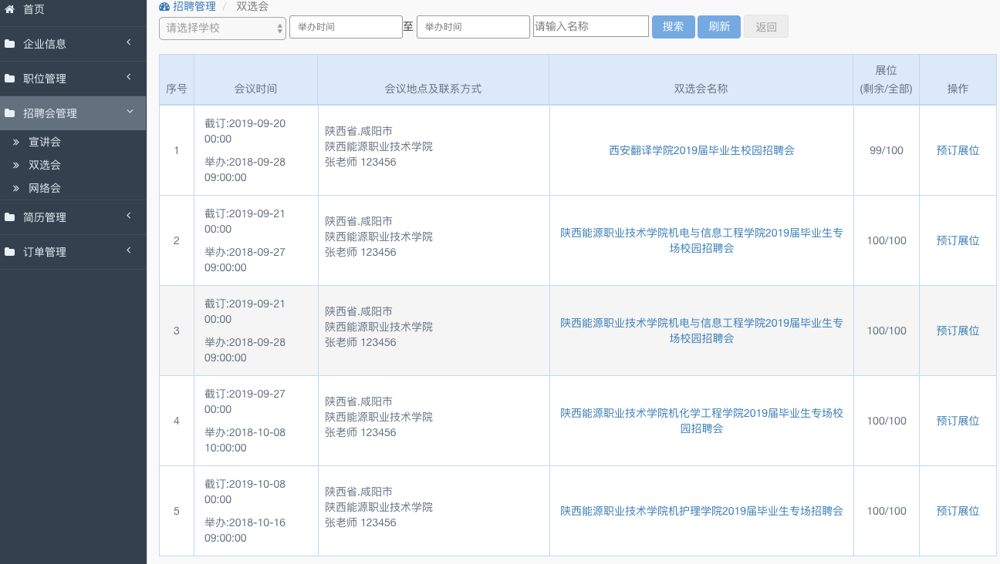 首页
企业信息
职位管理
招聘会管理
宣讲会
双选会
网络会
简历管理
订单管理
招聘管理 / 双选会
请选择学校 举办时间 至 举办时间 请输入名称 搜索 刷新 返回
序号 会议时间 会议地点及联系方式 双选会名称 展位 (剩余/全部) 操作
1
截订:2019-09-20
00:00
举办:2018-09-28
09:00:00
陕西省.咸阳市
陕西能源职业技术学院
张老师 123456
西安翻译学院2019届毕业生校园招聘会
99/100
预订展位
2
截订:2019-09-21
00:00
举办:2018-09-27
09:00:00
陕西省.咸阳市
陕西能源职业技术学院
张老师 123456
陕西能源职业技术学院机电与信息工程学院2019届毕业生专
场校园招聘会
100/100
预订展位
3
截订:2019-09-21
00:00
举办:2018-09-28
09:00:00
陕西省.咸阳市
陕西能源职业技术学院
张老师 123456
陕西能源职业技术学院机电与信息工程学院2019届毕业生专
场校园招聘会
100/100
预订展位
4
截订:2019-09-27
00:00
举办:2018-10-08
10:00:00
陕西省.咸阳市
陕西能源职业技术学院
张老师 123456
陕西能源职业技术学院机化学工程学院2019届毕业生专场校
园招聘会
100/100
预订展位
5
截订:2019-10-08
00:00
举办:2018-10-16
09:00:00
陕西省.咸阳市
陕西能源职业技术学院
张老师 123456
陕西能源职业技术学院机护理学院2019届毕业生专场招聘会
100/100
预订展位